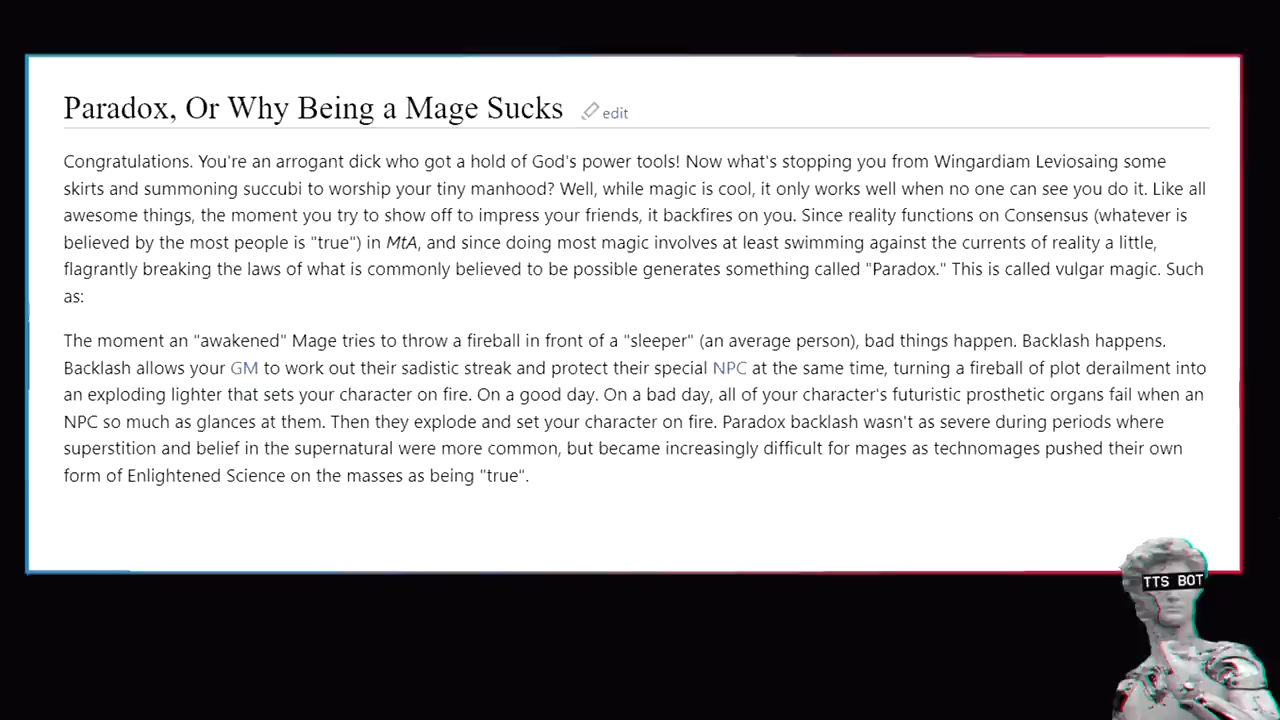 Paradox, Or Why Being a Mage Sucks edit
Congratulations. You're an arrogant dick who got a hold of God's power tools! Now what's stopping you from Wingardiam Leviosaing some
skirts and summoning succubi to worship your tiny manhood? Well, while magic is cool, it only works well when no one can see you do it. Like all
awesome things, the moment you try to show off to impress your friends, it backfires on you. Since reality functions on Consensus (whatever is
believed by the most people is "true") in MtA, and since doing most magic involves at least swimming against the currents of reality a little,
flagrantly breaking the laws of what is commonly believed to be possible generates something called "Paradox." This is called vulgar magic. Such
as:
The moment an "awakened" Mage tries to throw a fireball in front of a "sleeper" (an average person), bad things happen. Backlash happens.
Backlash allows your GM to work out their sadistic streak and protect their special NPC at the same time, turning a fireball of plot derailment into
an exploding lighter that sets your character on fire. On a good day. On a bad day, all of your character's futuristic prosthetic organs fail when an
NPC so much as glances at them. Then they explode and set your character on fire. Paradox backlash wasn't as severe during periods where
superstition and belief in the supernatural were more common, but became increasingly difficult for mages as technomages pushed their own
form of Enlightened Science on the masses as being "true".
TTS BOT